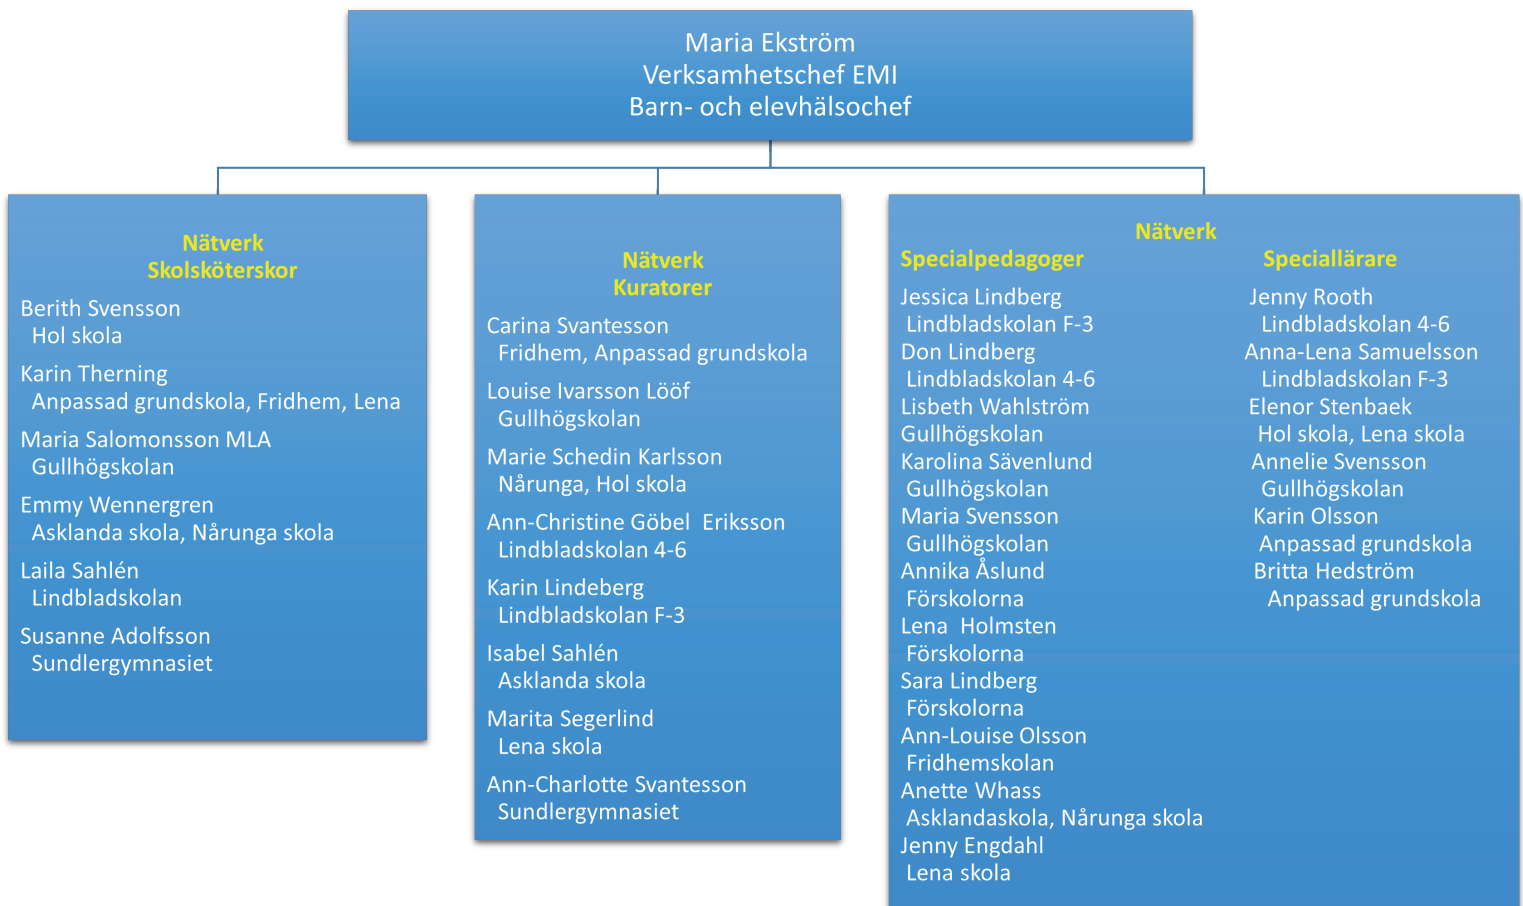 Maria Ekström
Verksamhetschef EMI
Barn- och elevhälsochef
Nätverk
Skolsköterskor
Berith Svensson
Hol skola
Karin Therning
Anpassad grundskola, Fridhem, Lena
Maria Salomonsson MLA
Gullhögskolan
Emmy Wennergren
Asklanda skola, Nårunga skola
Laila Sahlén
Lindbladskolan
Susanne Adolfsson
Sundlergymnasiet
Nätverk
Kuratorer
Carina Svantesson
Fridhem, Anpassad grundskola
Louise Ivarsson Lööf
Gullhögskolan
Marie Schedin Karlsson
Nårunga, Hol skola
Ann-Christine Göbel  Eriksson
Lindbladskolan 4-6
Karin Lindeberg
Lindbladskolan F-3
Isabel Sahlén
Asklanda skola
Marita Segerlind
Lena skola
Ann-Charlotte Svantesson
Sundlergymnasiet
Nätverk
Specialpedagoger
Jessica Lindberg
Lindbladskolan F-3
Don Lindberg
Lindbladskolan 4-6
Lisbeth Wahlström
Gullhögskolan
Karolina Sävenlund
Gullhögskolan
Maria Svensson
Gullhögskolan
Annika Åslund
Förskolorna
Lena  Holmsten
Förskolorna
Sara Lindberg
Förskolorna
Ann-Louise Olsson
Fridhemskolan
Anette Whass
Asklandaskola, Nårunga skola
Jenny Engdahl
Lena skola
Speciallärare
Jenny Rooth
Lindbladskolan 4-6
Anna-Lena Samuelsson
Lindbladskolan F-3
Elenor Stenbaek
Hol skola, Lena skola
Annelie Svensson
Gullhögskolan
Karin Olsson
Anpassad grundskola
Britta Hedström
Anpassad grundskola